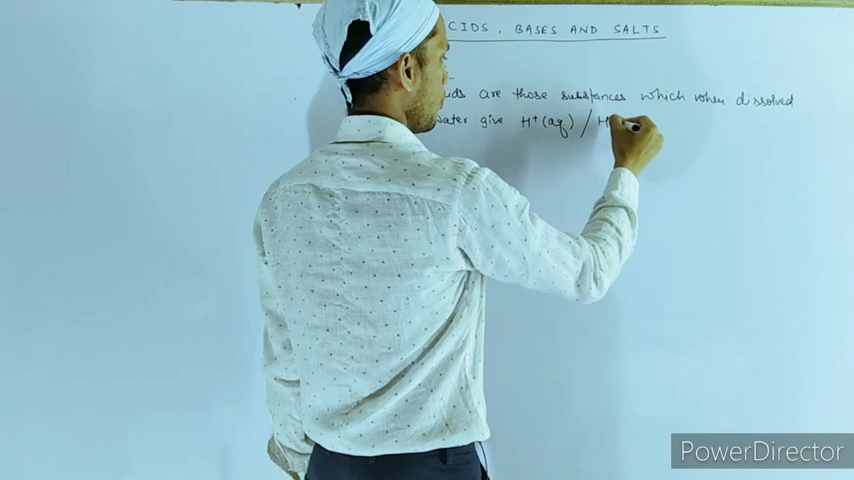 CIDS, BASES AND SALTS
ids are those substances which when dissolved
water give H⁺(aq) / H
PowerDirector